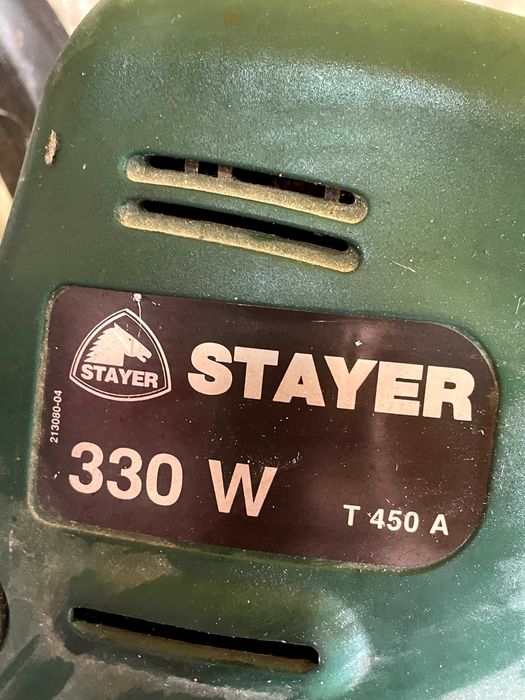 STAYER
STAYER
213080-04
330 W
T 450 A